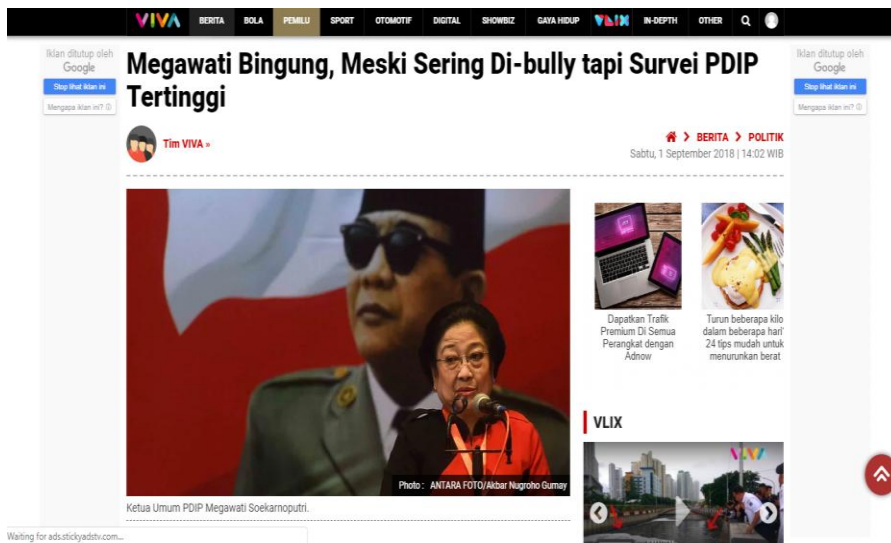 VIVA BERITA BOLA PEMILU SPORT OTOMOTIF DIGITAL SHOWBIZ GAYA HIDUP VLIX IN-DEPTH OTHER
Iklan ditutup oleh
Google
Stop lihat iklan ini
Mengapa iklan ini?
Megawati Bingung, Meski Sering Di-bully tapi Survei PDIP
Tertinggi
Tim VIVA »
BERITA > POLITIK
Sabtu, 1 September 2018 | 14:02 WIB
Iklan ditutup oleh
Google
Stop lihat iklan ini
Mengapa iklan ini?
Photo : ANTARA FOTO/Akbar Nugroho Gumay
Ketua Umum PDIP Megawati Soekarnoputri.
Dapatkan Trafik
Premium Di Semua
Perangkat dengan
Adnow
Turun beberapa kilo
dalam beberapa hari'
24 tips mudah untuk
menurunkan berat
VLIX
VIVA
Waiting for ads.stickyadstv.com...